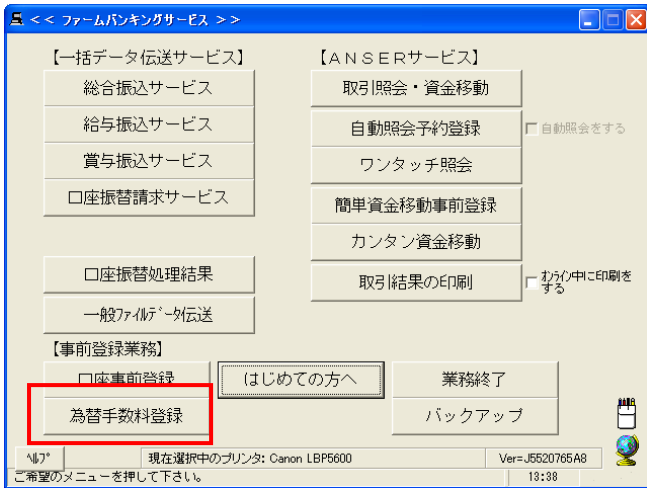 << ファームバンキングサービス >>
【一括データ伝送サービス】
総合振込サービス
給与振込サービス
賞与振込サービス
口座振替請求サービス
口座振替処理結果
一般ファイルデータ伝送
【ANSERサービス】
取引照会・資金移動
自動照会予約登録
自動照会をする
ワンタッチ照会
簡単資金移動事前登録
カンタン資金移動
取引結果の印刷
オンライン中に印刷を
する
【事前登録業務】
口座事前登録
はじめての方へ
業務終了
為替手数料登録
バックアップ
ヘルプ
現在選択中のプリンタ: Canon LBP5600
Ver=J5520765A8
ご希望のメニューを押して下さい。
13:38